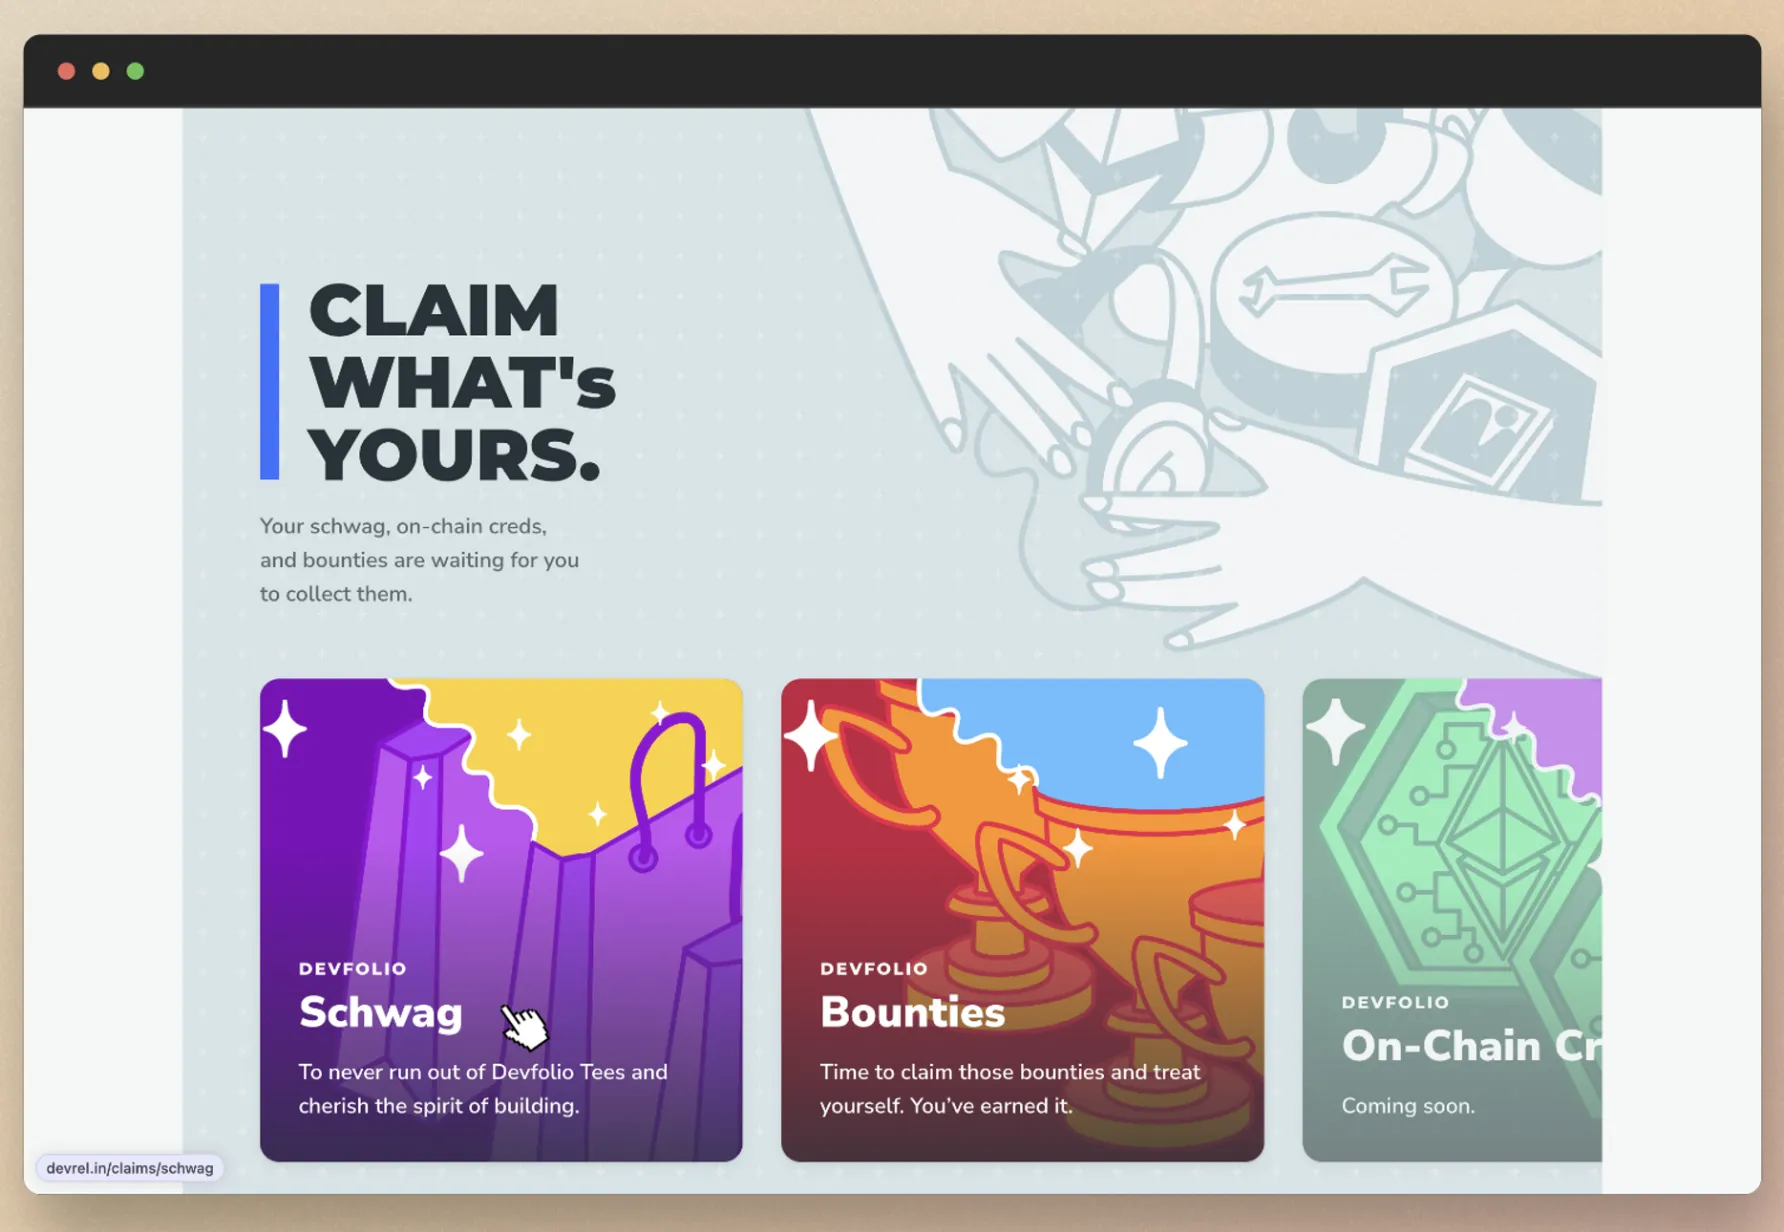 CLAIM
WHAT's
YOURS.
Your schwag, on-chain creds,
and bounties are waiting for you
to collect them.
DEVFOLIO
Schwag
To never run out of Devfolio Tees and
cherish the spirit of building.
DEVFOLIO
Bounties
Time to claim those bounties and treat
yourself. You’ve earned it.
DEVFOLIO
On-Chain Cr
Coming soon.
devrel.in/claims/schwag